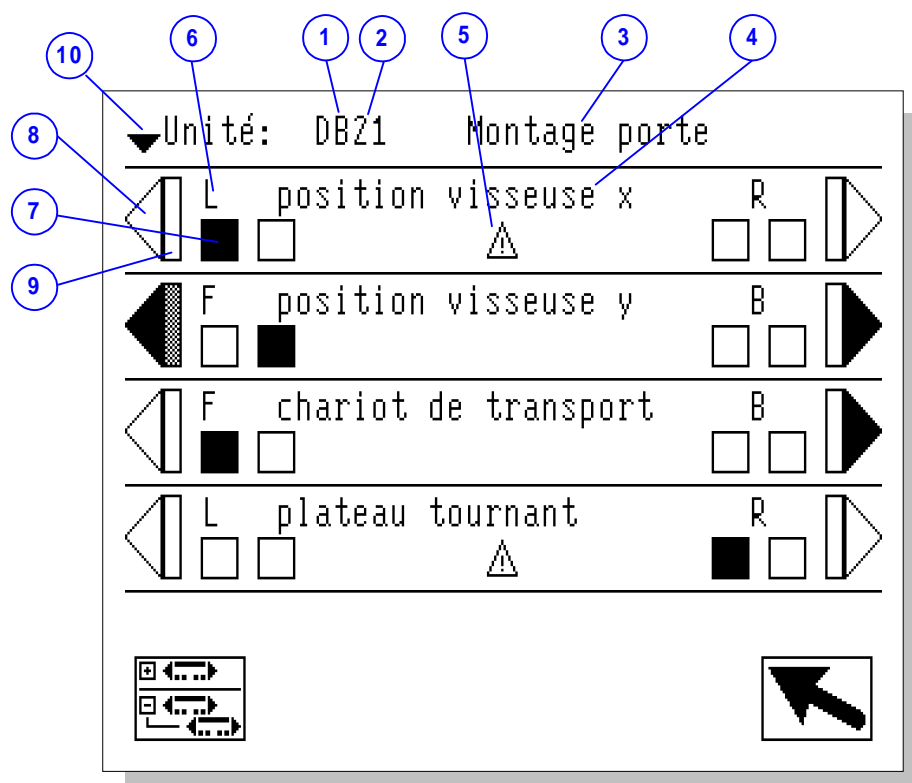 10 6 1 2 5 3 4
8 Unité: DB21 Montage porte
7 L position visseuse x R
9 F position visseuse y B
F chariot de transport B
L plateau tournant R